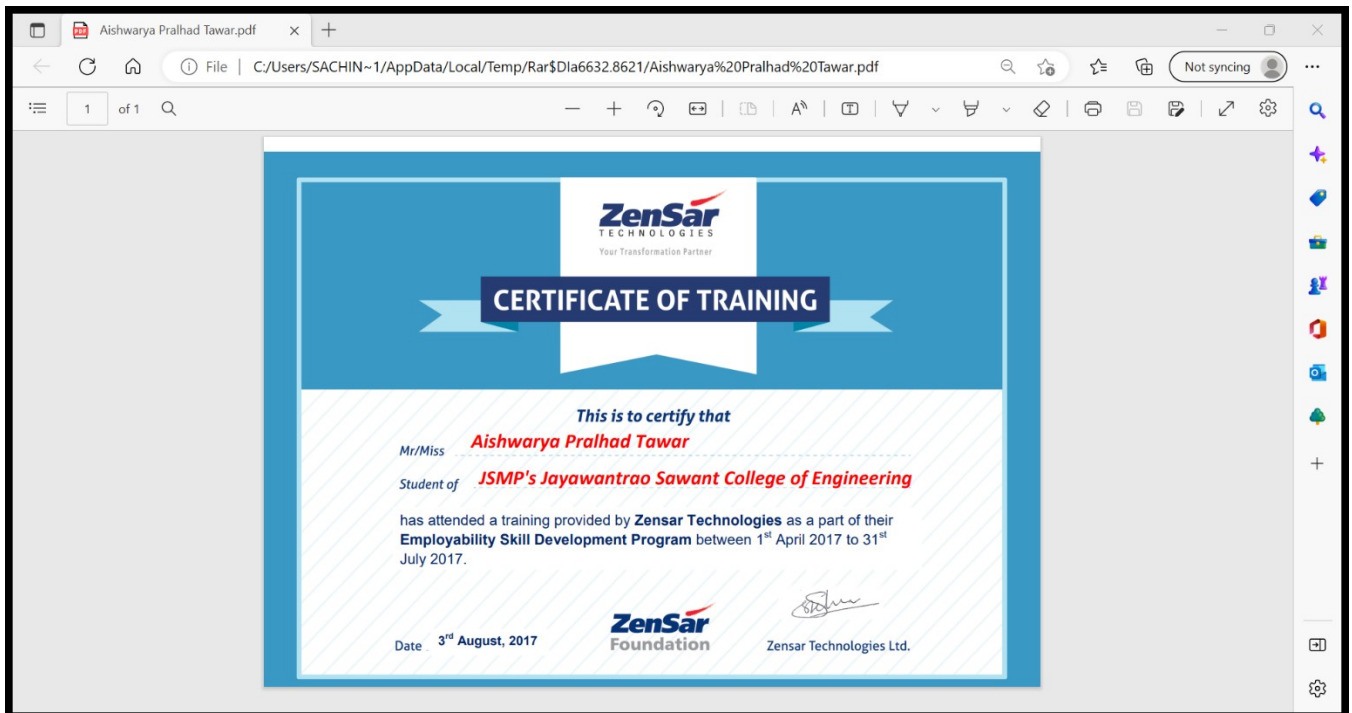 Aishwarya Pralhad Tawar.pdf
File | C:/Users/SACHIN~1/AppData/Local/Temp/Rar$DIa6632.8621/Aishwarya%20Pralhad%20Tawar.pdf
Not syncing
1 of 1
ZenSar
TECHNOLOGIES
Your Transformation Partner
CERTIFICATE OF TRAINING
This is to certify that
Mr/Miss Aishwarya Pralhad Tawar
Student of JSMP's Jayawantrao Sawant College of Engineering
has attended a training provided by Zensar Technologies as a part of their
Employability Skill Development Program between 1st April 2017 to 31st
July 2017.
Date 3rd August, 2017
ZenSar
Foundation
Zensar Technologies Ltd.